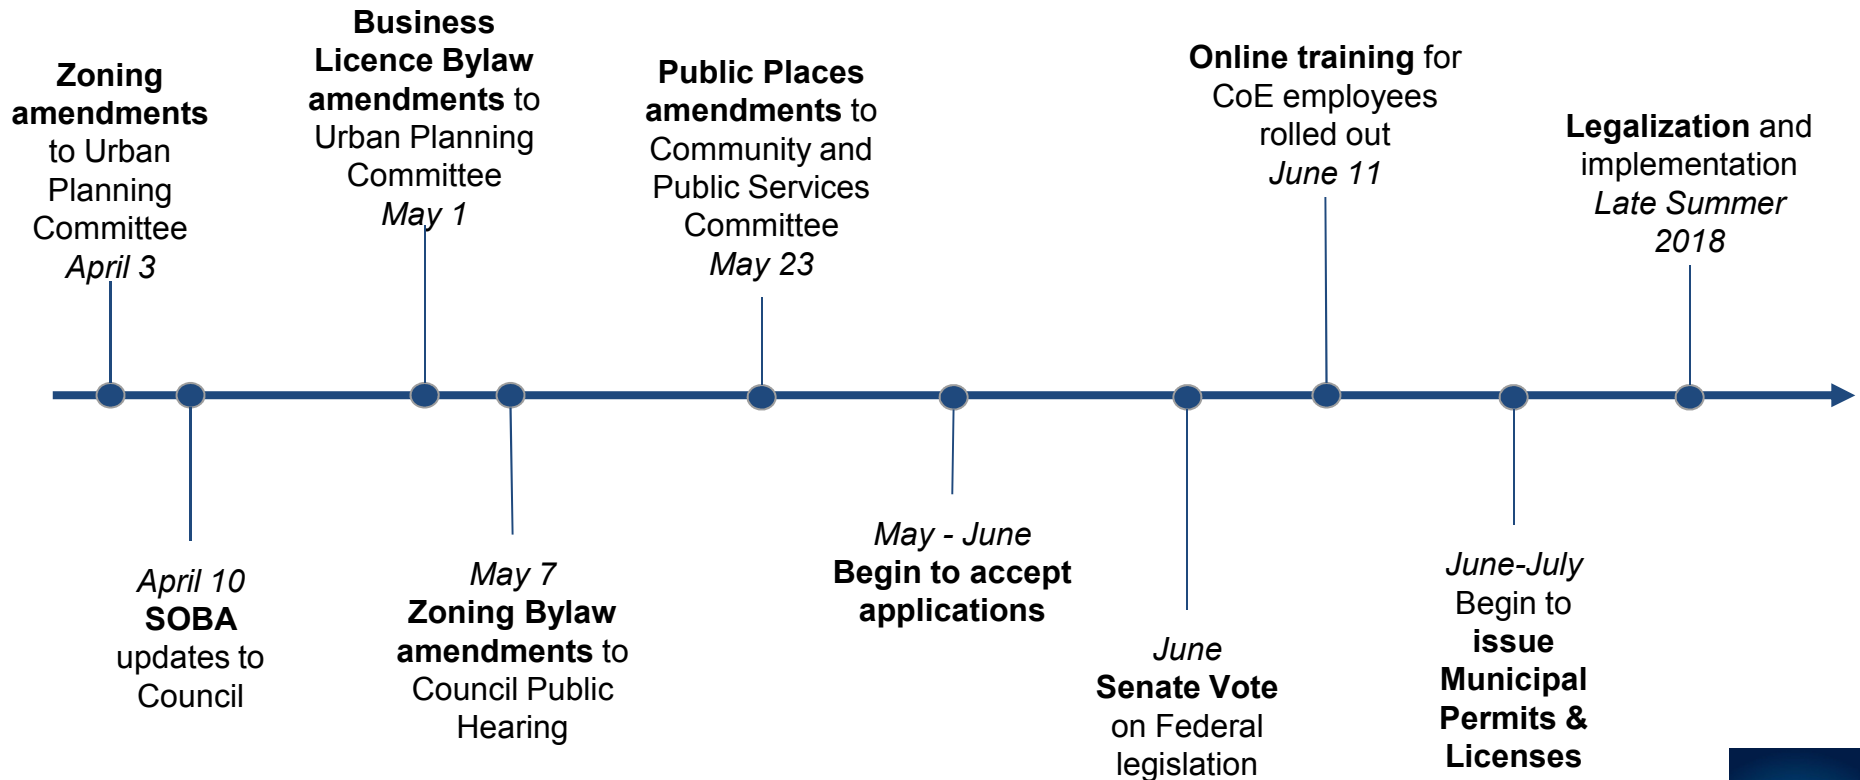 Zoning
amendments
to Urban
Planning
Committee
April 3
Business
Licence Bylaw
amendments to
Urban Planning
Committee
May 1
Public Places
amendments to
Community and
Public Services
Committee
May 23
Online training for
CoE employees
rolled out
June 11
Legalization and
implementation
Late Summer
2018
April 10
SOBA
updates to
Council
May 7
Zoning Bylaw
amendments to
Council Public
Hearing
May - June
Begin to accept
applications
June
Senate Vote
on Federal
legislation
June-July
Begin to
issue
Municipal
Permits &
Licenses